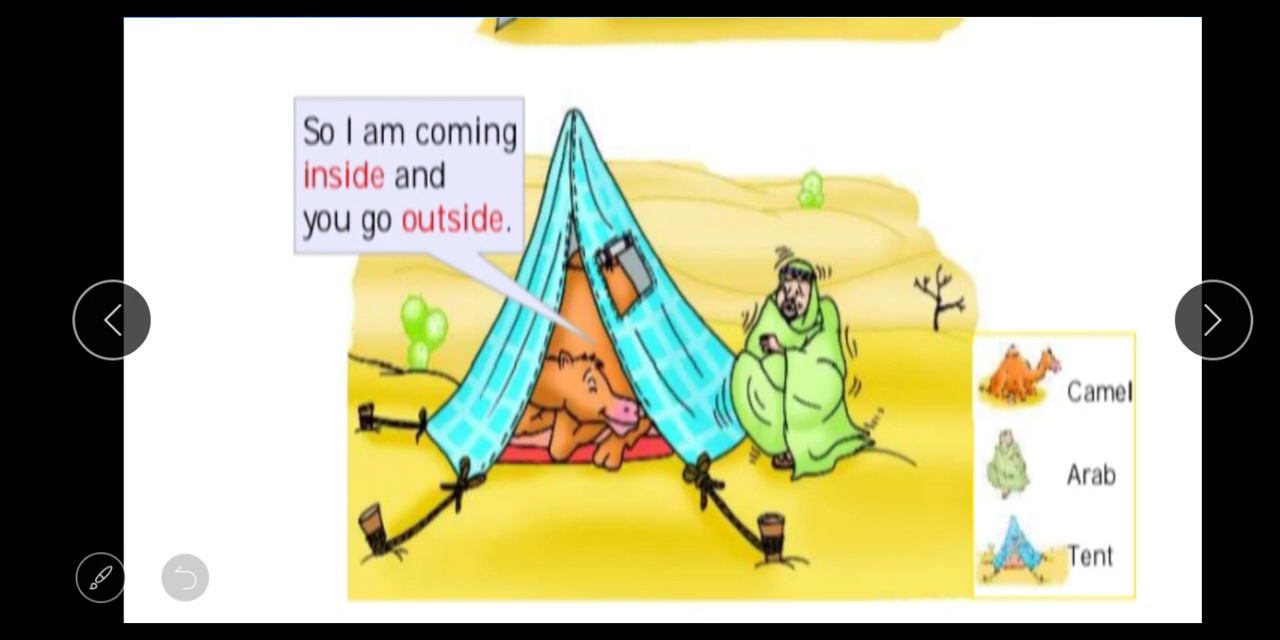 So I am coming
inside and
you go outside.
Camel
Arab
Tent